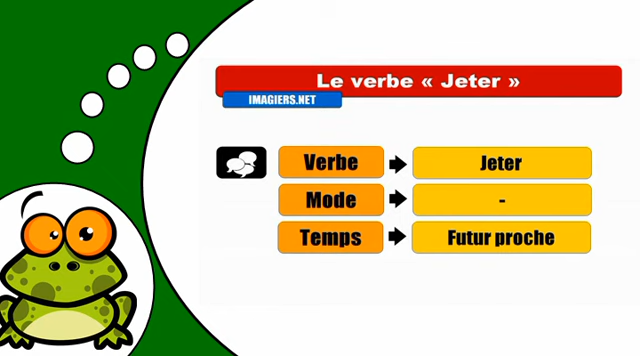 Le verbe « Jeter »
IMAGIERS.NET
Verbe Jeter
Mode -
Temps Futur proche